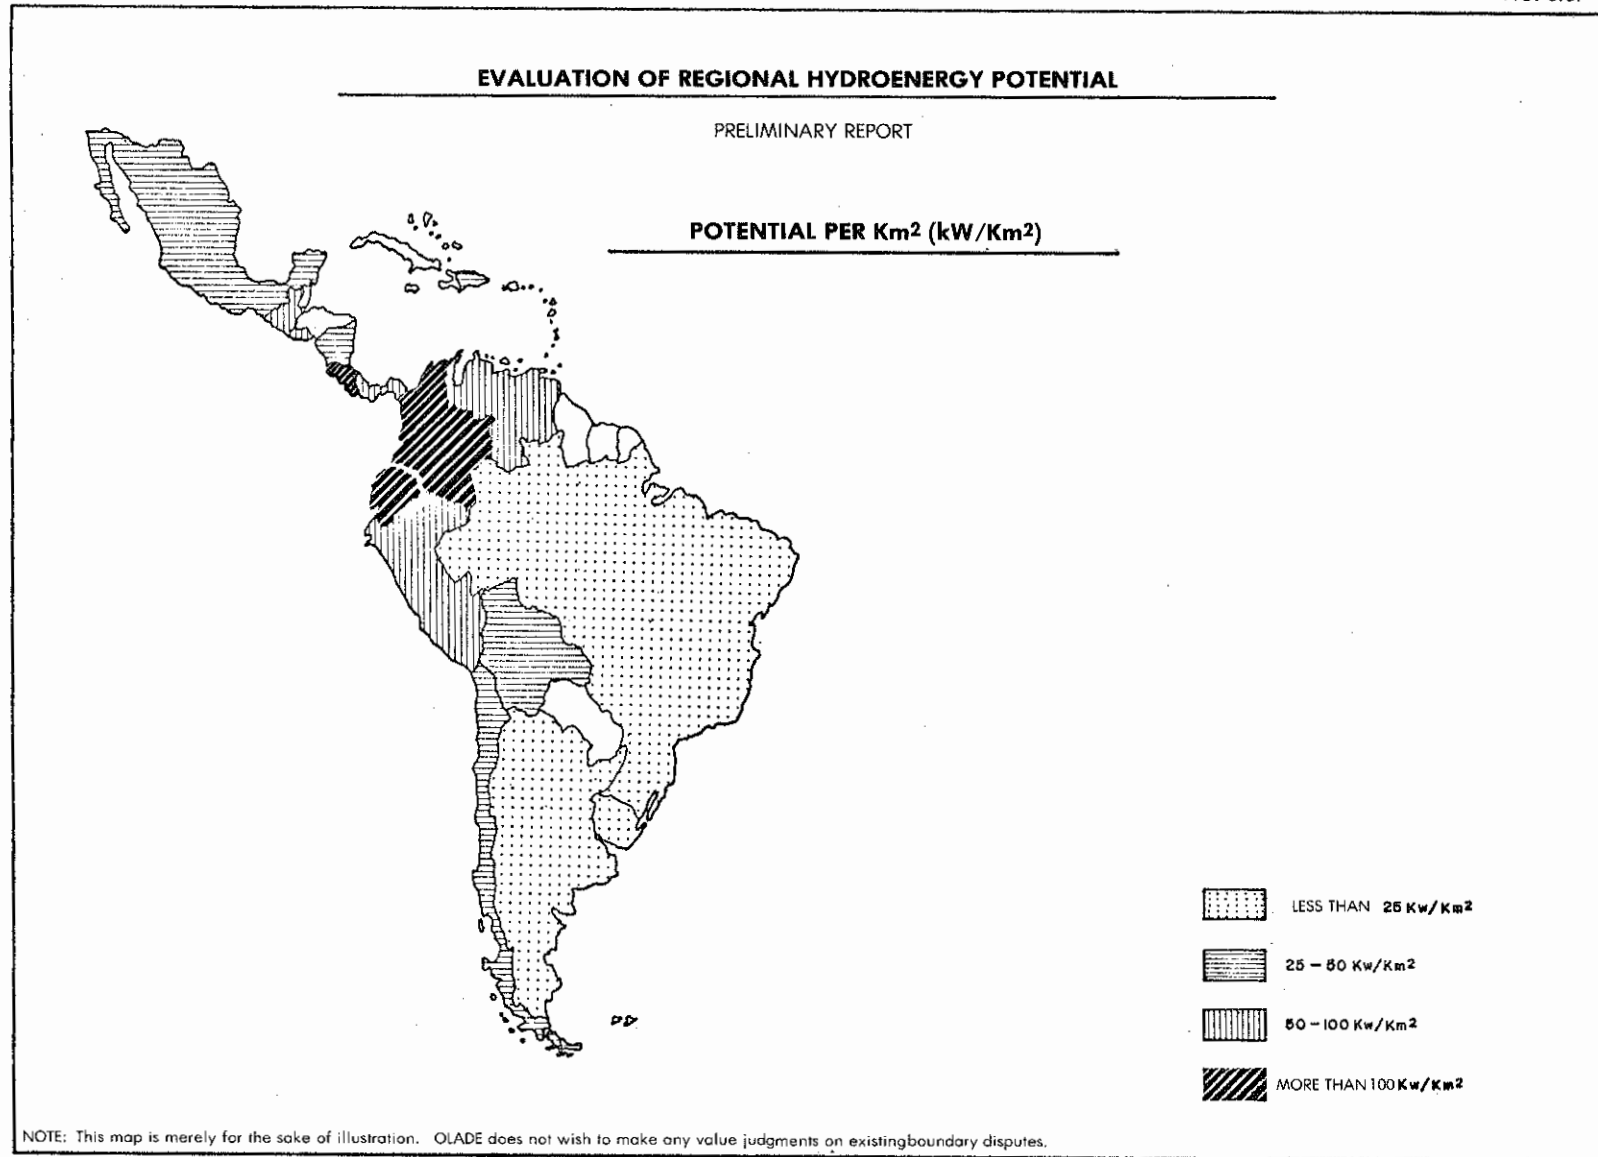 EVALUATION OF REGIONAL HYDROENERGY POTENTIAL
PRELIMINARY REPORT
POTENTIAL PER Km² (kW/Km²)
LESS THAN 25 Kw/Km²
25 – 50 Kw/Km²
50 – 100 Kw/Km²
MORE THAN 100 Kw/Km²
NOTE: This map is merely for the sake of illustration. OLADE does not wish to make any value judgments on existingboundary disputes.